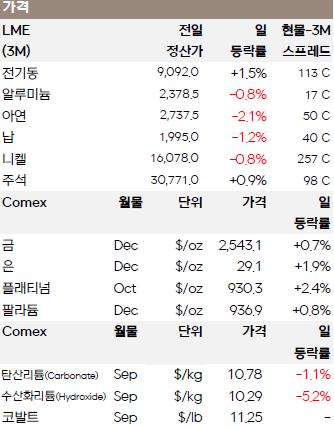 가격
LME 전일 일 현물-3M
(3M) 정산가 등락률 스프레드
전기동 9,092.0 +1.5% 113 C
알루미늄 2,378.5 -0.8% 17 C
아연 2,737.5 -2.1% 50 C
납 1,995.0 -1.2% 40 C
니켈 16,078.0 -0.8% 257 C
주석 30,771.0 +0.9% 98 C
Comex 월물 단위 가격 일
등락률
금 Dec $/oz 2,543.1 +0.7%
은 Dec $/oz 29.1 +1.9%
플래티넘 Oct $/oz 930.3 +2.4%
팔라듐 Dec $/oz 936.9 +0.8%
Comex 월물 단위 가격 일
등락률
탄산리튬(Carbonate) Sep $/kg 10.78 -1.1%
수산화리튬(Hydroxide) Sep $/kg 10.29 -5.2%
코발트 Sep $/lb 11.25 -